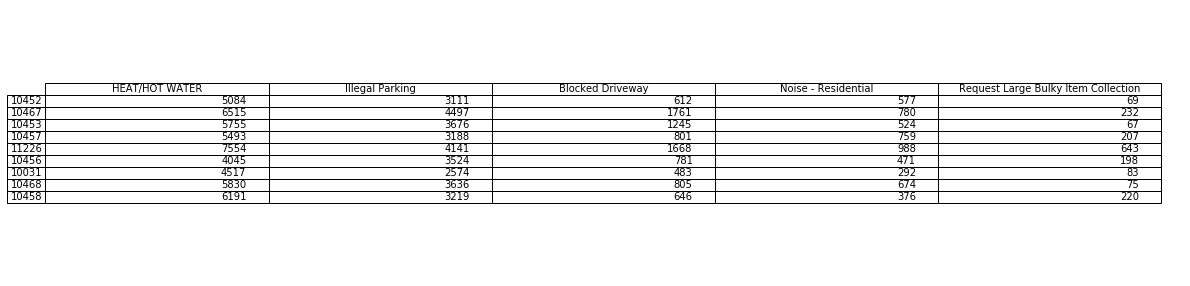 HEAT/HOT WATER Illegal Parking Blocked Driveway Noise - Residential Request Large Bulky Item Collection
10452 5084 3111 612 577 69
10467 6515 4497 1761 780 232
10453 5755 3676 1245 524 67
10457 5493 3188 801 759 207
11226 7554 4141 1668 988 643
10456 4045 3524 781 471 198
10031 4517 2574 483 292 83
10468 5830 3636 805 674 75
10458 6191 3219 646 376 220